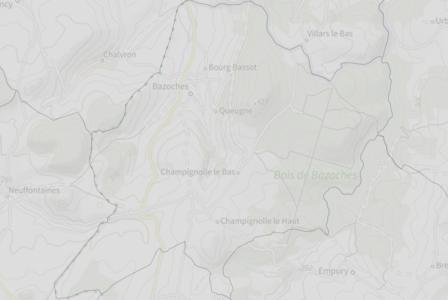 Villars le Bas
Chalvron
Bourg Bassot
Bazoches
Queugne
Champignolle le Bas
Bois de Bazoches
Neuffontaines
Champignolle le Haut
Empury